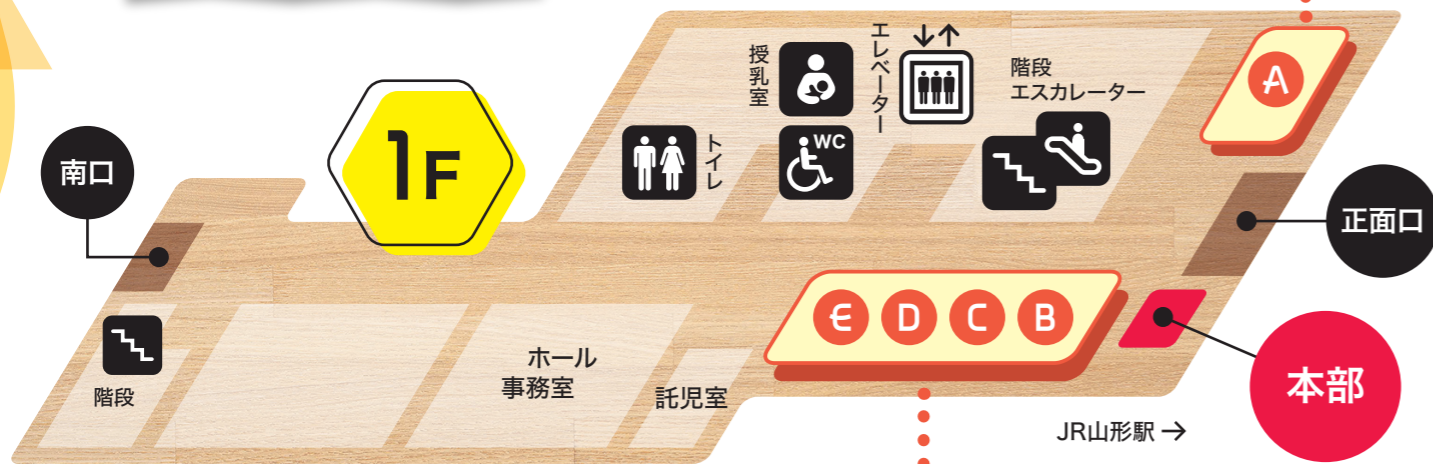 授乳室
エレベーター
階段
エスカレーター
A
トイレ
WC
1F
南口
正面口
E D C B
本部
階段
ホール
事務室
託児室
JR山形駅→